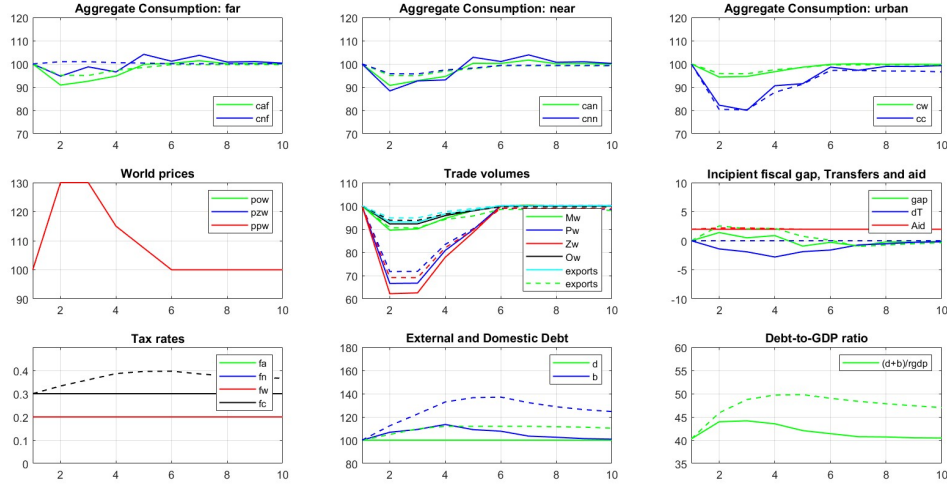 Aggregate Consumption: far
120
110
100
90
80
70
caf
cnf
2 4 6 8 10
Aggregate Consumption: near
120
110
100
90
80
70
can
cnn
2 4 6 8 10
Aggregate Consumption: urban
120
110
100
90
80
70
cw
cc
2 4 6 8 10
World prices
130
120
110
100
90
pow
pzw
ppw
2 4 6 8 10
Trade volumes
110
100
90
80
70
60
Mw
Pw
Zw
Ow
exports
exports
2 4 6 8 10
Incipient fiscal gap, Transfers and aid
10
5
0
-5
-10
gap
dT
Aid
2 4 6 8 10
Tax rates
0.4
0.3
0.2
0.1
0
fa
fn
fw
fc
2 4 6 8 10
External and Domestic Debt
180
160
140
120
100
80
d
b
2 4 6 8 10
Debt-to-GDP ratio
60
55
50
45
40
35
(d+b)/rgdp
2 4 6 8 10